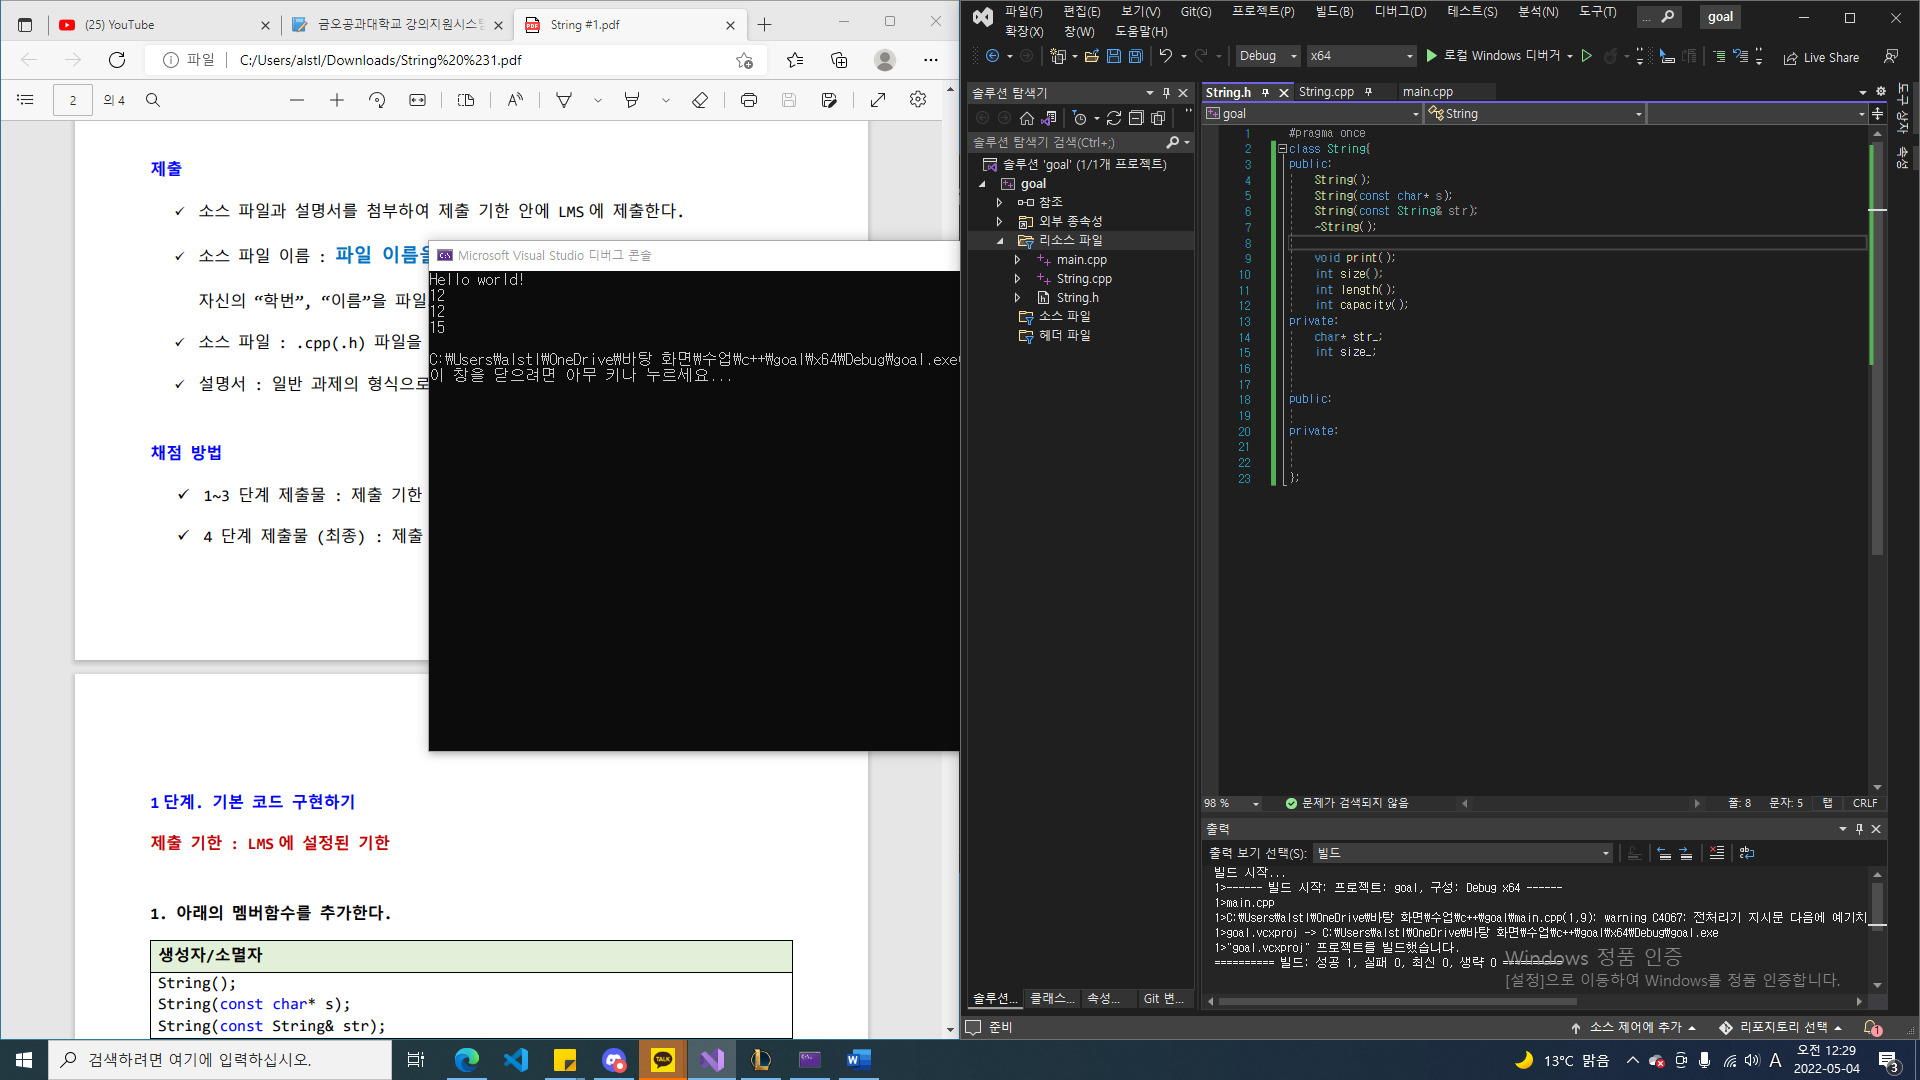 (25) YouTube
금오공과대학교 강의지원시스
String #1.pdf
파일
C:/Users/alstl/Downloads/String%20%231.pdf
2 의 4
제출
✓ 소스 파일과 설명서를 첨부하여 제출 기한 안에 LMS에 제출한다.
✓ 소스 파일 이름 : 파일 이름을
자신의 “학번”, “이름”을 파일
✓ 소스 파일 : .cpp(.h) 파일을
✓ 설명서 : 일반 과제의 형식으로
채점 방법
✓ 1~3 단계 제출물 : 제출 기한
✓ 4 단계 제출물 (최종) : 제출
1단계. 기본 코드 구현하기
제출 기한 : LMS에 설정된 기한
1. 아래의 멤버함수를 추가한다.
생성자/소멸자
String();
String(const char* s);
String(const String& str);
Microsoft Visual Studio 디버그 콘솔
Hello world!
12
12
15
C:₩Users₩alstl₩OneDrive₩바탕 화면₩수업₩c++₩goal₩x64₩Debug₩goal.exe
이 창을 닫으려면 아무 키나 누르세요...
파일(F) 편집(E) 보기(V) Git(G) 프로젝트(P) 빌드(B) 디버그(D) 테스트(S) 분석(N) 도구(T)
확장(X) 창(W) 도움말(H)
... goal
Debug x64 로컬 Windows 디버거 Live Share
솔루션 탐색기
솔루션 탐색기 검색(Ctrl+;)
솔루션 'goal' (1/1개 프로젝트)
goal
참조
외부 종속성
리소스 파일
main.cpp
String.cpp
String.h
소스 파일
헤더 파일
솔루션... 클래스... 속성... Git 변...
String.h String.cpp main.cpp
goal String
1 #pragma once
2 class String{
3 public:
4 String();
5 String(const char* s);
6 String(const String& str);
7 ~String();
8
9 void print();
10 int size();
11 int length();
12 int capacity();
13 private:
14 char* str_;
15 int size_;
16
17
18 public:
19
20 private:
21
22
23 };
도구 상자
속성
98 % 문제가 검색되지 않음 줄: 8 문자: 5 탭 CRLF
출력
출력 보기 선택(S): 빌드
빌드 시작...
1>------ 빌드 시작: 프로젝트: goal, 구성: Debug x64 ------
1>main.cpp
1>C:₩Users₩alstl₩OneDrive₩바탕 화면₩수업₩c++₩goal₩main.cpp(1,9): warning C4067: 전처리기 지시문 다음에 예기치
1>goal.vcxproj -> C:₩Users₩alstl₩OneDrive₩바탕 화면₩수업₩c++₩goal₩x64₩Debug₩goal.exe
1>"goal.vcxproj" 프로젝트를 빌드했습니다.
========== 빌드: 성공 1, 실패 0, 최신 0, 생략 0 ==========
Windows 정품 인증
[설정]으로 이동하여 Windows를 정품 인증합니다.
준비 소스 제어에 추가 리포지토리 선택 1
검색하려면 여기에 입력하십시오.
TALK
13°C 맑음 A 오전 12:29
2022-05-04 3